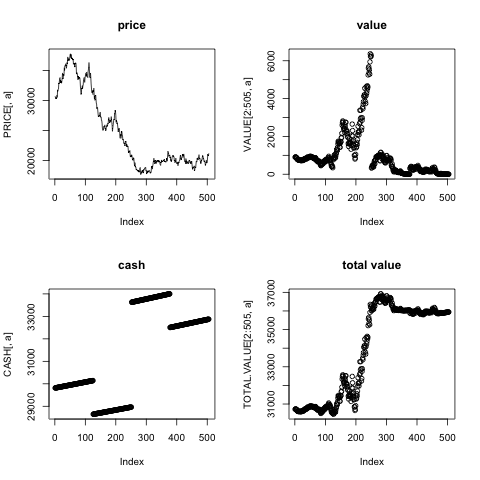 price
PRICE[, a]
20000 30000
0 100 200 300 400 500
Index
value
VALUE[2:505, a]
0 2000 4000 6000
0 100 200 300 400 500
Index
cash
CASH[, a]
29000 31000 33000
0 100 200 300 400 500
Index
total value
TOTAL.VALUE[2:505, a]
31000 33000 35000 37000
0 100 200 300 400 500
Index